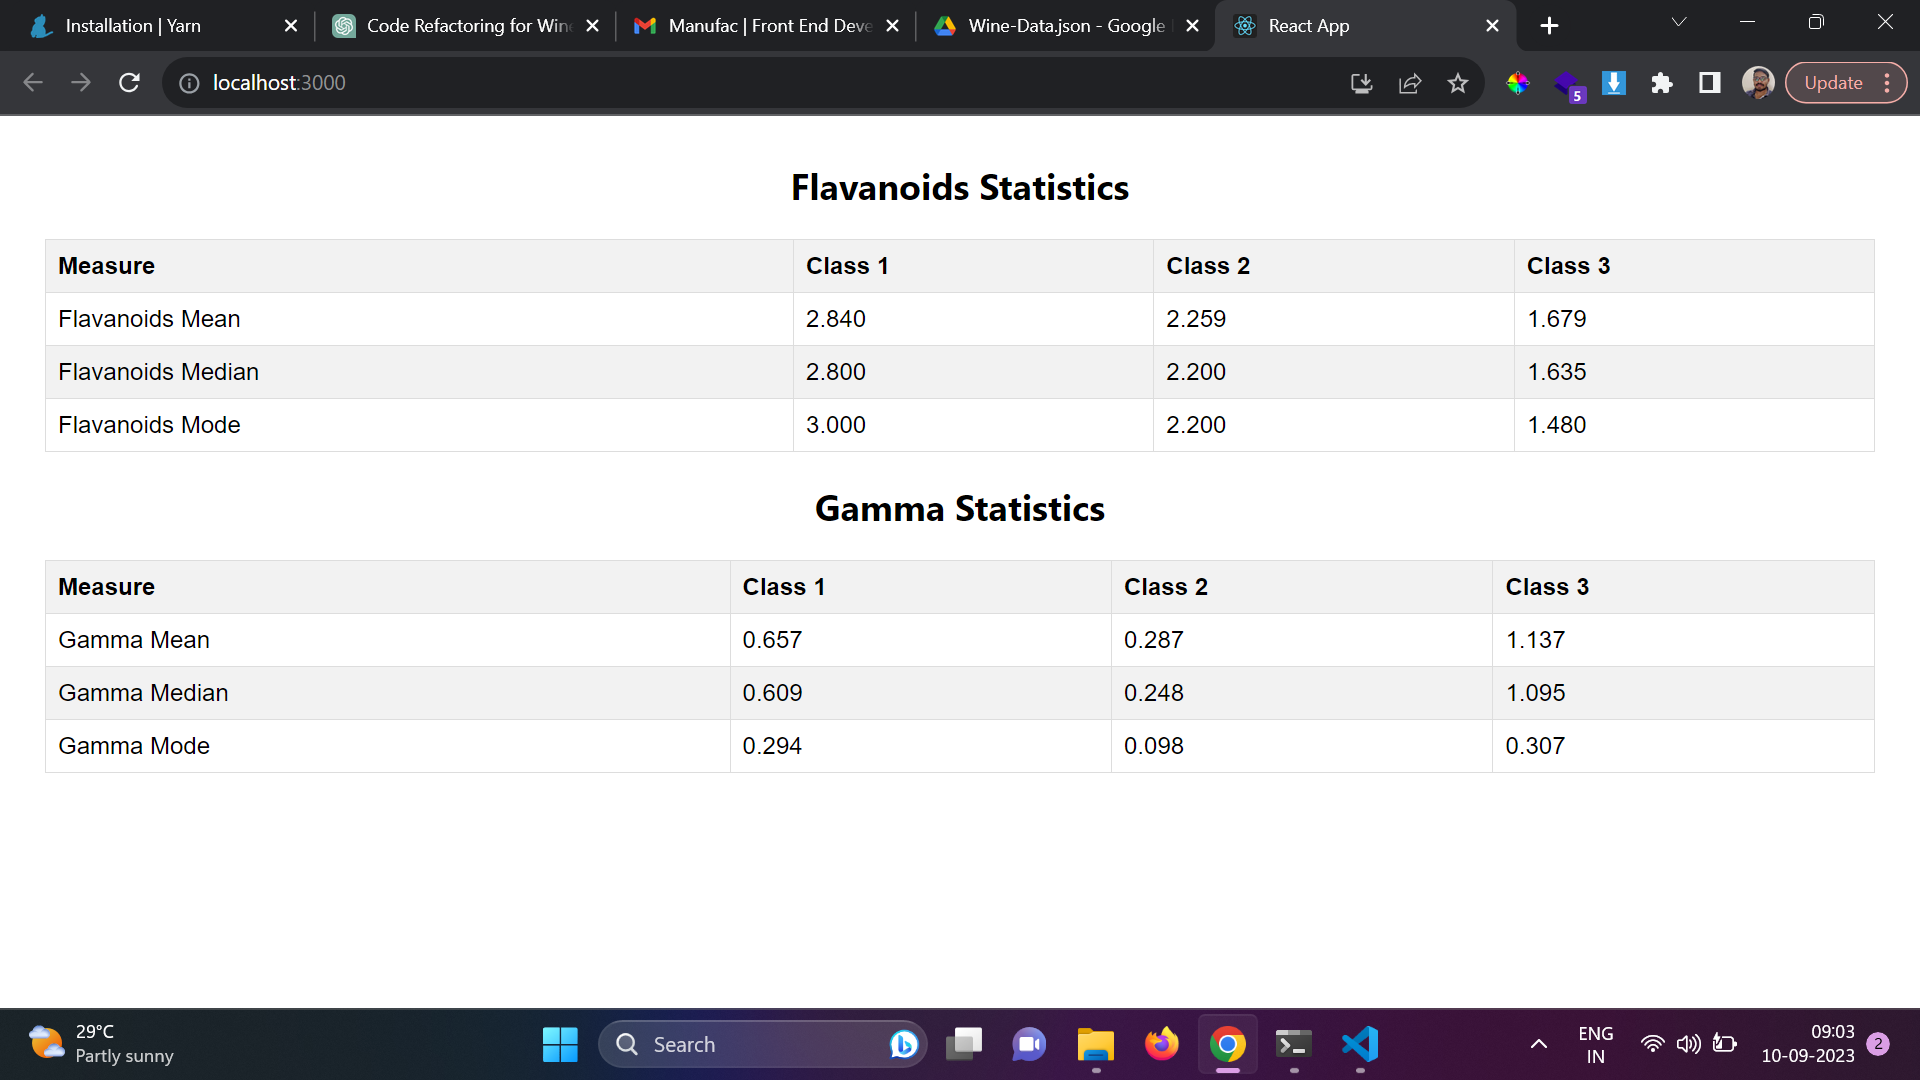 Installation | Yarn
Code Refactoring for Wine
Manufac | Front End Deve
Wine-Data.json - Google
React App
localhost:3000
5
Update
Flavanoids Statistics
Measure Class 1 Class 2 Class 3
Flavanoids Mean 2.840 2.259 1.679
Flavanoids Median 2.800 2.200 1.635
Flavanoids Mode 3.000 2.200 1.480
Gamma Statistics
Measure Class 1 Class 2 Class 3
Gamma Mean 0.657 0.287 1.137
Gamma Median 0.609 0.248 1.095
Gamma Mode 0.294 0.098 0.307
29°C
Partly sunny
Search
ENG
IN
09:03
10-09-2023
2